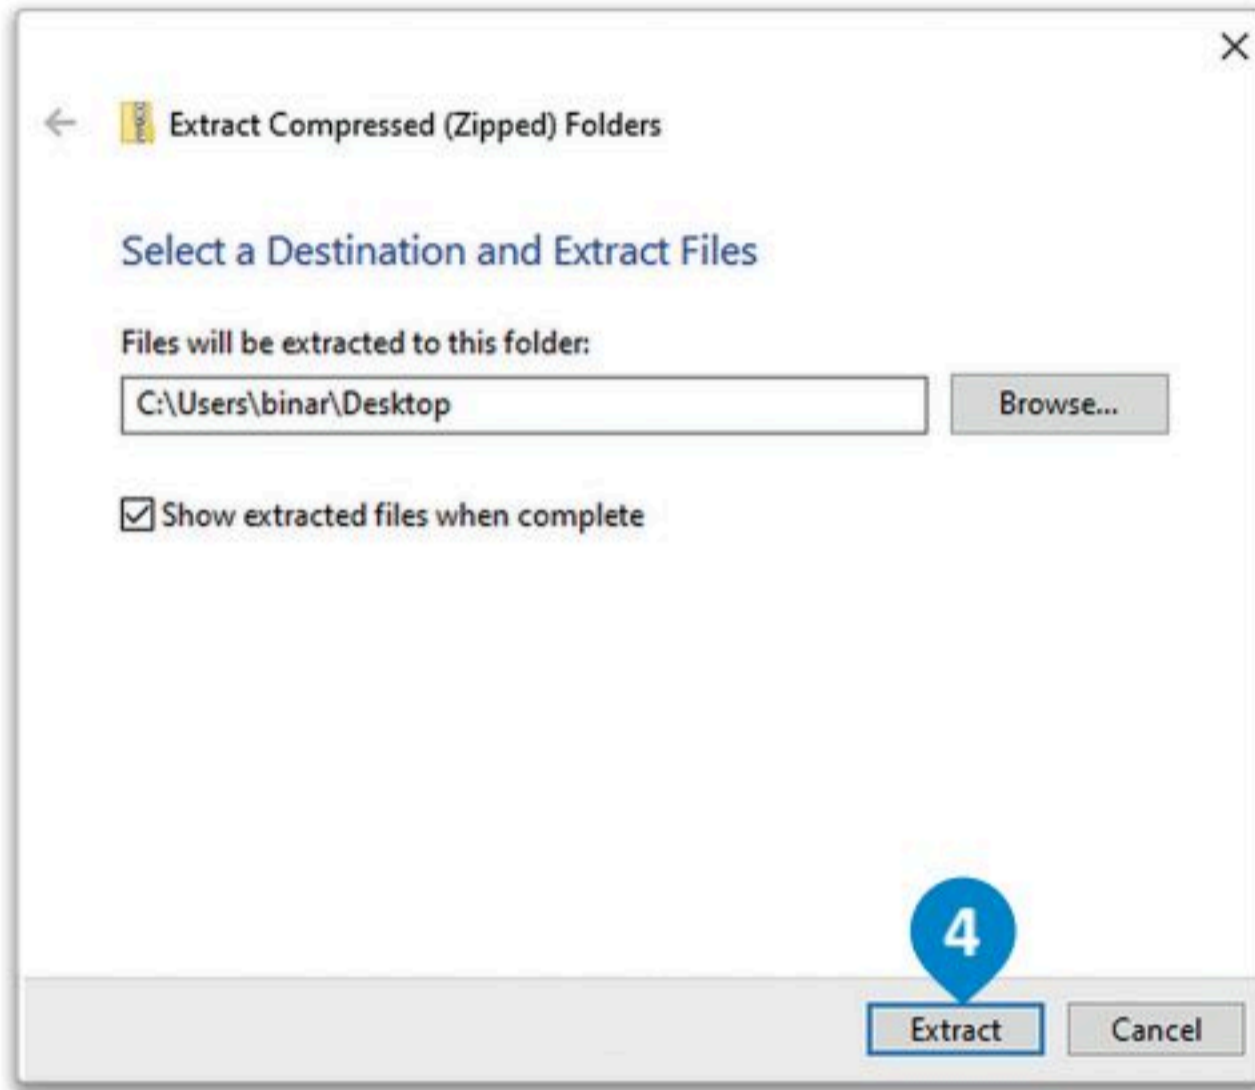 Extract Compressed (Zipped) Folders
Select a Destination and Extract Files
Files will be extracted to this folder:
C:\Users\binar\Desktop
Browse...
Show extracted files when complete
4
Extract
Cancel